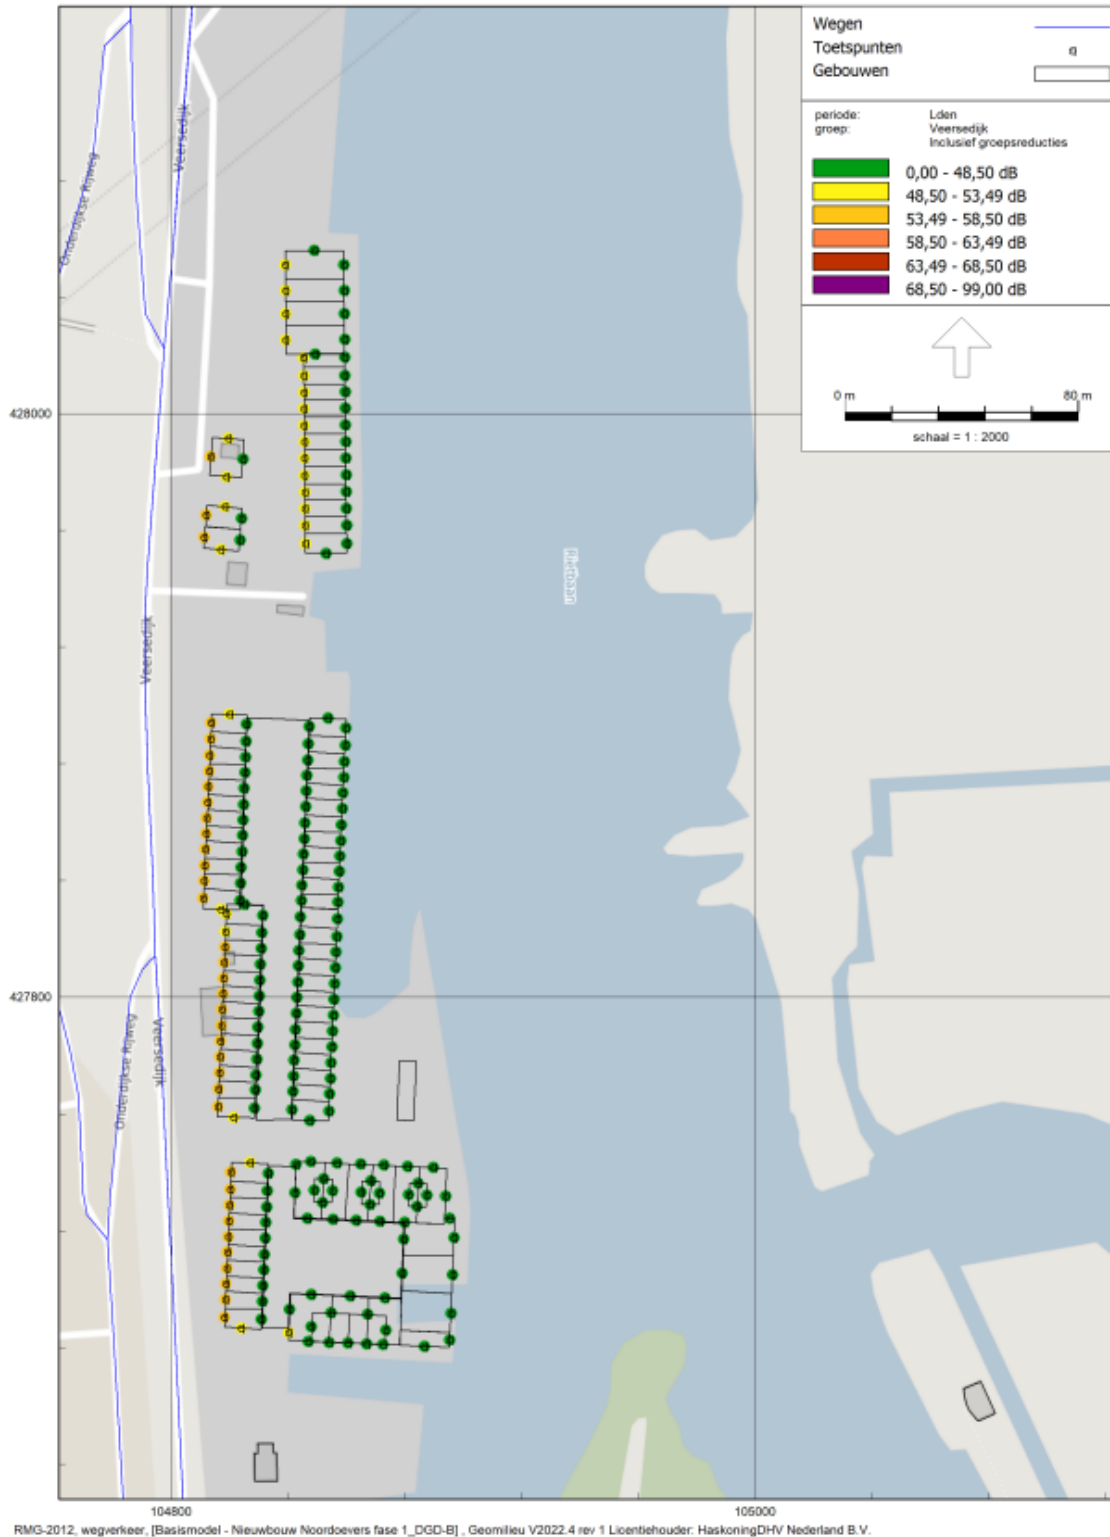 Wegen
Toetspunten
Gebouwen
periode: Lden
groep: Veersedijk
Inclusief groepsreducties
0,00 - 48,50 dB
48,50 - 53,49 dB
53,49 - 58,50 dB
58,50 - 63,49 dB
63,49 - 68,50 dB
68,50 - 99,00 dB
0 m 80 m
schaal = 1 : 2000
Veersedijk
Onderdijkse Rijweg
428000
Rietbaan
Veersedijk
427800
Onderdijkse Rijweg
Veersedijk
104800 105000
RMG-2012, wegverkeer, [Basismodel - Nieuwbouw Noordoevers fase 1_DGD-B] , Geomilieu V2022.4 rev 1 Licentiehouder: HaskoningDHV Nederland B.V.